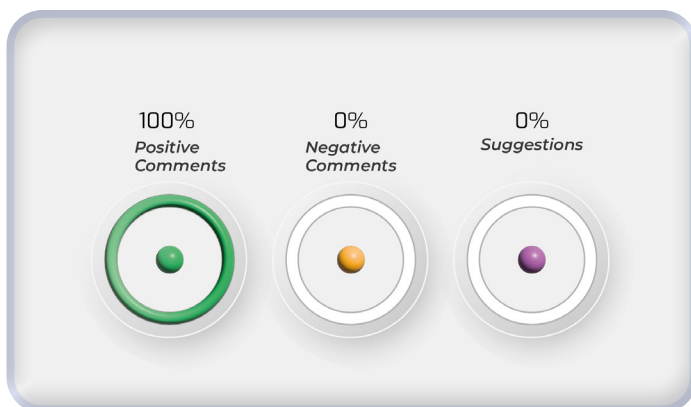 100%
Positive
Comments
0%
Negative
Comments
0%
Suggestions